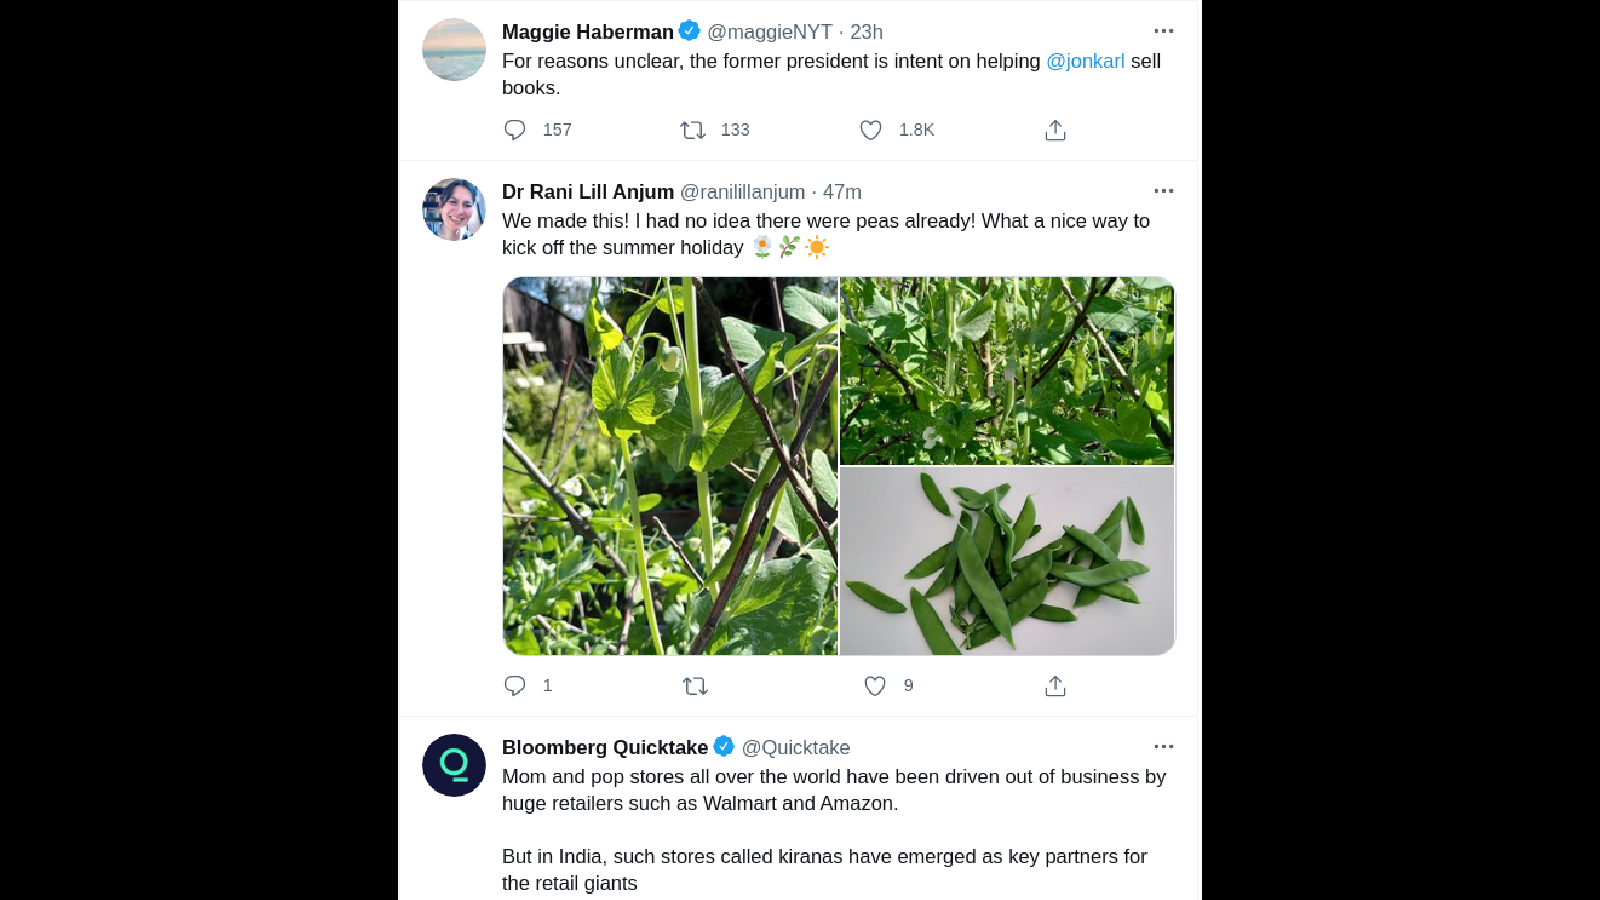 Maggie Haberman @maggieNYT · 23h
For reasons unclear, the former president is intent on helping @jonkarl sell
books.
157 133 1.8K
Dr Rani Lill Anjum @ranilillanjum · 47m
We made this! I had no idea there were peas already! What a nice way to
kick off the summer holiday 🌼🌿☀️
1 9
Bloomberg Quicktake @Quicktake
Mom and pop stores all over the world have been driven out of business by
huge retailers such as Walmart and Amazon.
But in India, such stores called kiranas have emerged as key partners for
the retail giants